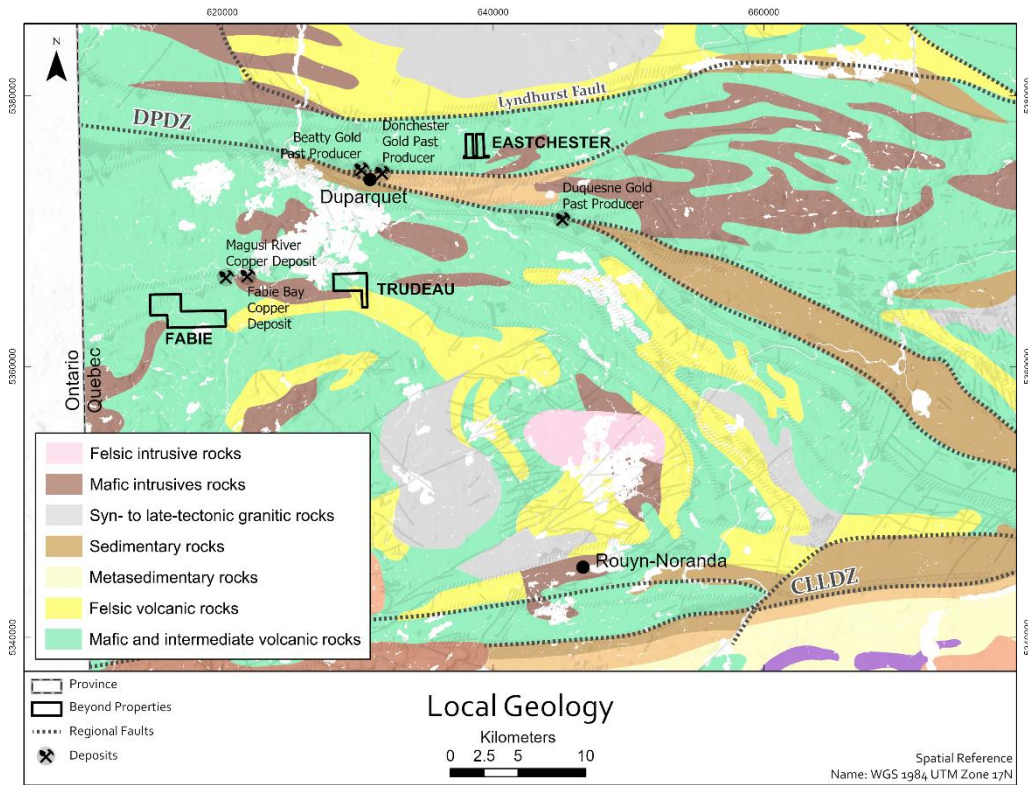 620000
640000
660000
N
5380000
5380000
Lyndhurst Fault
DPDZ
Beatty Gold
Past Producer
Donchester
Gold Past
Producer
EASTCHESTER
Duparquet
Duquesne Gold
Past Producer
Magusi River
Copper Deposit
Fabie Bay
Copper
Deposit
TRUDEAU
FABIE
5360000
5360000
Ontario
Quebec
Felsic intrusive rocks
Mafic intrusives rocks
Syn- to late-tectonic granitic rocks
Sedimentary rocks
Metasedimentary rocks
Felsic volcanic rocks
Mafic and intermediate volcanic rocks
Rouyn-Noranda
CLLDZ
5340000
5340000
Province
Beyond Properties
Regional Faults
Deposits
Local Geology
Kilometers
0 2.5 5 10
Spatial Reference
Name: WGS 1984 UTM Zone 17N